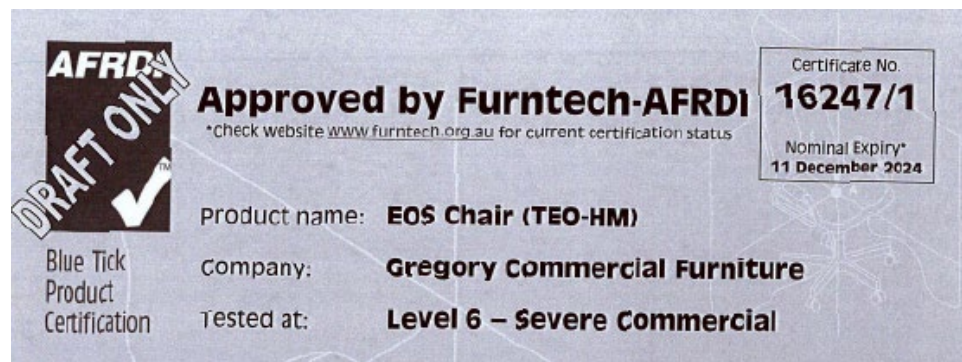 AFRDI
DRAFT ONLY
TM
Blue Tick
Product
Certification
Approved by Furntech-AFRDI
*Check website www.furntech.org.au for current certification status
Certificate No.
16247/1
Nominal Expiry*
11 December 2024
Product name: EOS Chair (TEO-HM)
Company: Gregory Commercial Furniture
Tested at: Level 6 – Severe Commercial